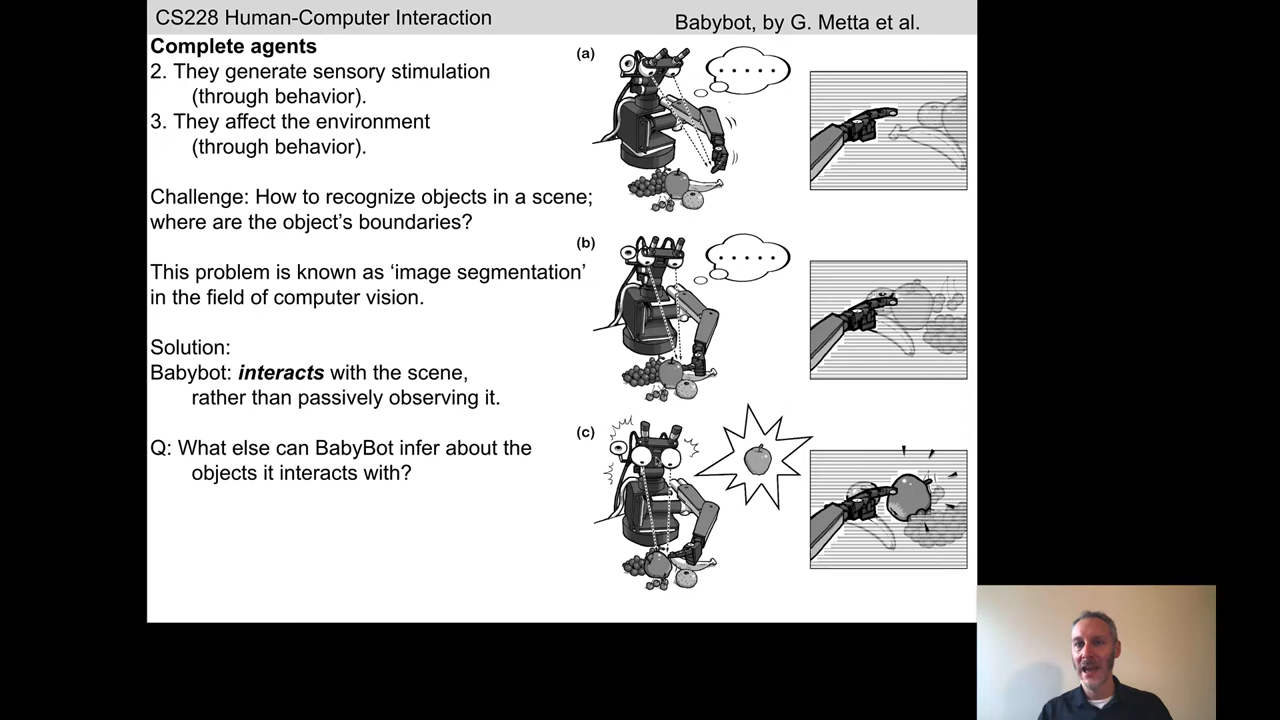 CS228 Human-Computer Interaction
Babybot, by G. Metta et al.
Complete agents
2. They generate sensory stimulation
(through behavior).
3. They affect the environment
(through behavior).
Challenge: How to recognize objects in a scene;
where are the object's boundaries?
This problem is known as ‘image segmentation’
in the field of computer vision.
Solution:
Babybot: interacts with the scene,
rather than passively observing it.
Q: What else can BabyBot infer about the
objects it interacts with?
(a)
.....
(b)
.....
(c)